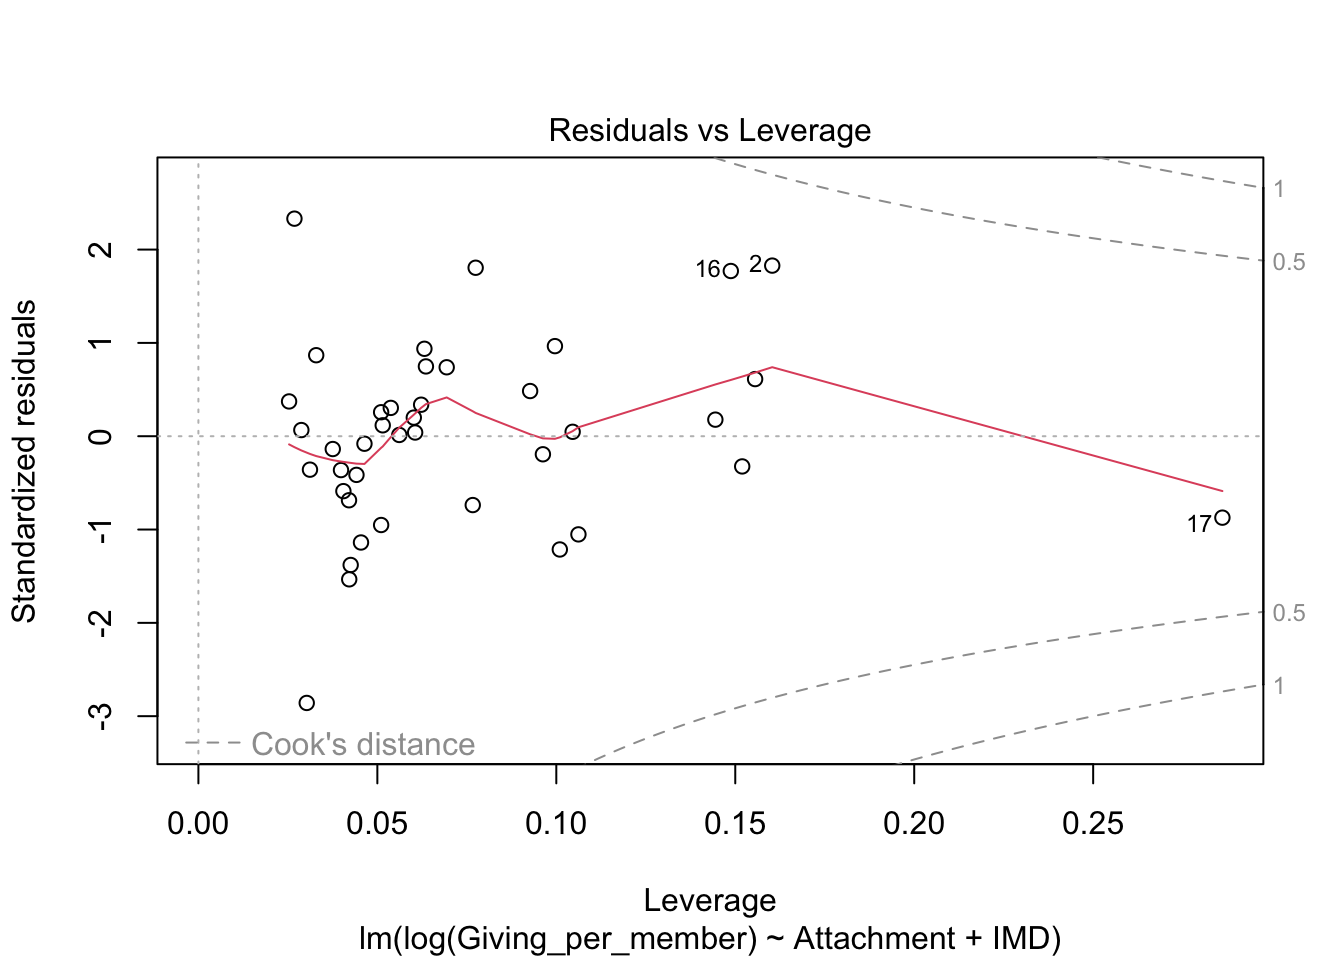 Residuals vs Leverage
Standardized residuals
2
1
0
-1
-2
-3
1
0.5
0.5
1
16
2
17
Cook's distance
0.00 0.05 0.10 0.15 0.20 0.25
Leverage
lm(log(Giving_per_member) ~ Attachment + IMD)